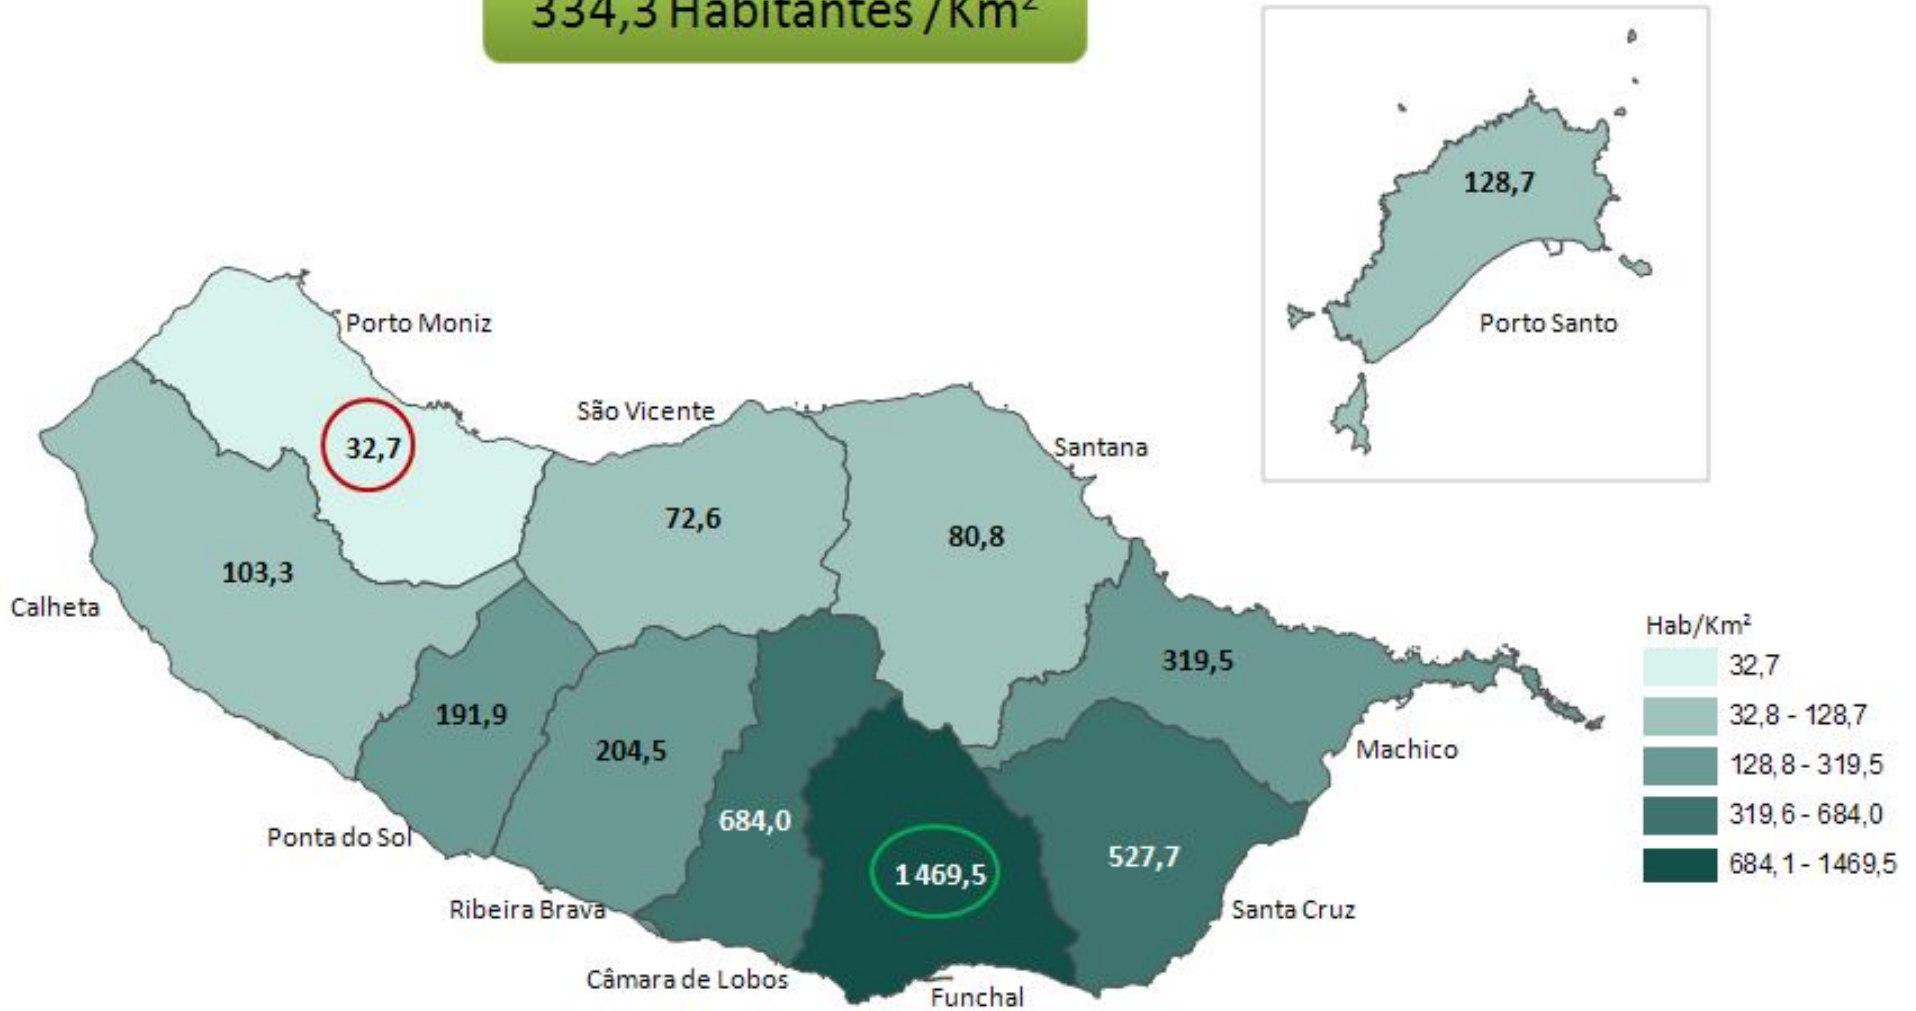 334,3 Habitantes /Km²
128,7
Porto Santo
Porto Moniz
32,7
São Vicente
72,6
Santana
80,8
Calheta
103,3
319,5
Machico
191,9
Ponta do Sol
204,5
Ribeira Brava
684,0
Câmara de Lobos
1 469,5
Funchal
527,7
Santa Cruz
Hab/Km²
32,7
32,8 - 128,7
128,8 - 319,5
319,6 - 684,0
684,1 - 1469,5